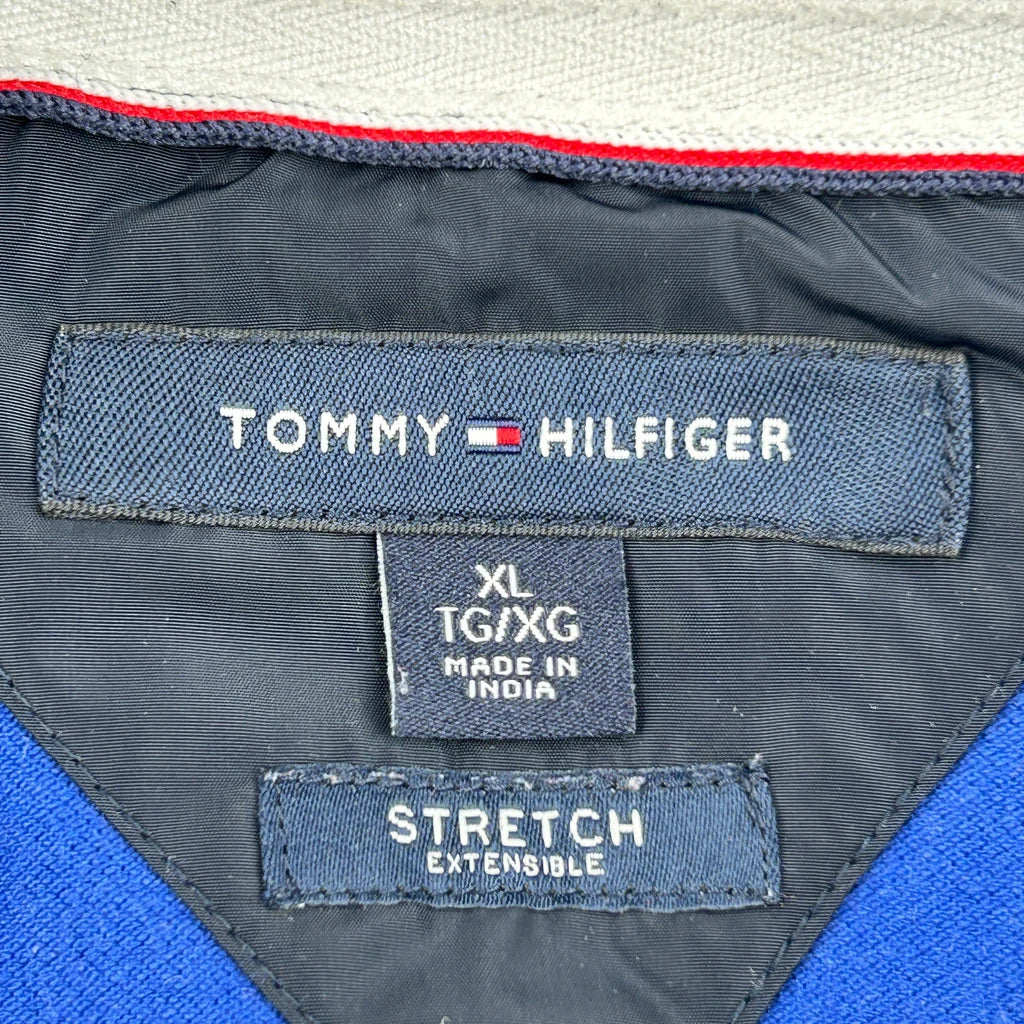 TOMMY HILFIGER
XL
TG/XG
MADE IN
INDIA
STRETCH
EXTENSIBLE